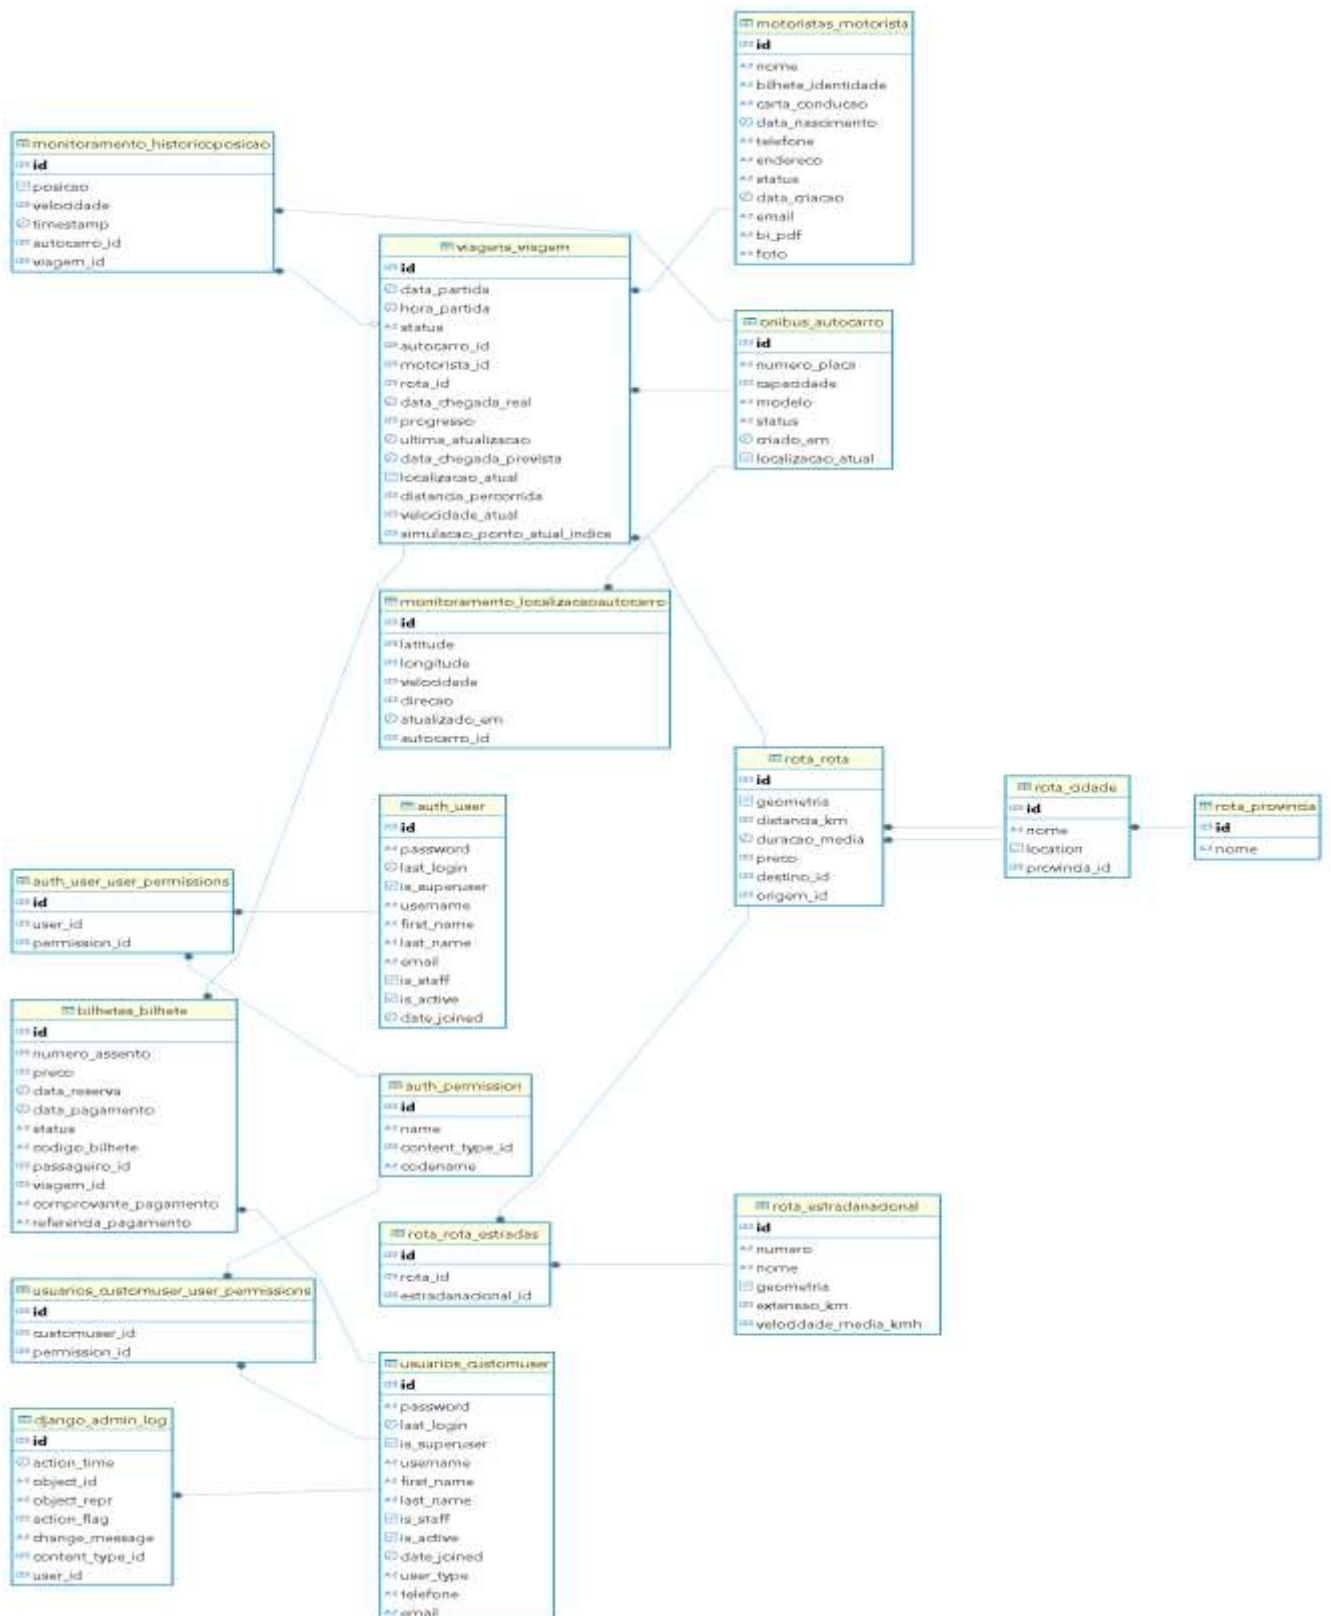 motoristas_motorista
id
nome
bilhete_identidade
carta_conducao
data_nascimento
telefone
endereco
status
data_criacao
email
bi_pdf
foto
monitoramento_historicoposicao
id
posicao
velocidade
timestamp
autocarro_id
viagem_id
viagens_viagem
id
data_partida
hora_partida
status
autocarro_id
motorista_id
rota_id
data_chegada_real
progresso
ultima_atualizacao
data_chegada_prevista
localizacao_atual
distancia_percorrida
velocidade_atual
simulacao_ponto_atual_indice
onibus_autocarro
id
numero_placa
capacidade
modelo
status
criado_em
localizacao_atual
monitoramento_localizacaoautocarro
id
latitude
longitude
velocidade
direcao
atualizado_em
autocarro_id
rota_rota
id
geometria
distancia_km
duracao_media
preco
destino_id
origem_id
rota_cidade
id
nome
location
provincia_id
rota_provincia
id
nome
auth_user
id
password
last_login
is_superuser
username
first_name
last_name
email
is_staff
is_active
date_joined
auth_user_user_permissions
id
user_id
permission_id
bilhetes_bilhete
id
numero_assento
preco
data_reserva
data_pagamento
status
codigo_bilhete
passageiro_id
viagem_id
comprovante_pagamento
referencia_pagamento
auth_permission
id
name
content_type_id
codename
rota_rota_estradas
id
rota_id
estradanacional_id
rota_estradanacional
id
numero
nome
geometria
extensao_km
velocidade_media_kmh
usuarios_customuser_user_permissions
id
customuser_id
permission_id
usuarios_customuser
id
password
last_login
is_superuser
username
first_name
last_name
is_staff
is_active
date_joined
user_type
telefone
email
django_admin_log
id
action_time
object_id
object_repr
action_flag
change_message
content_type_id
user_id